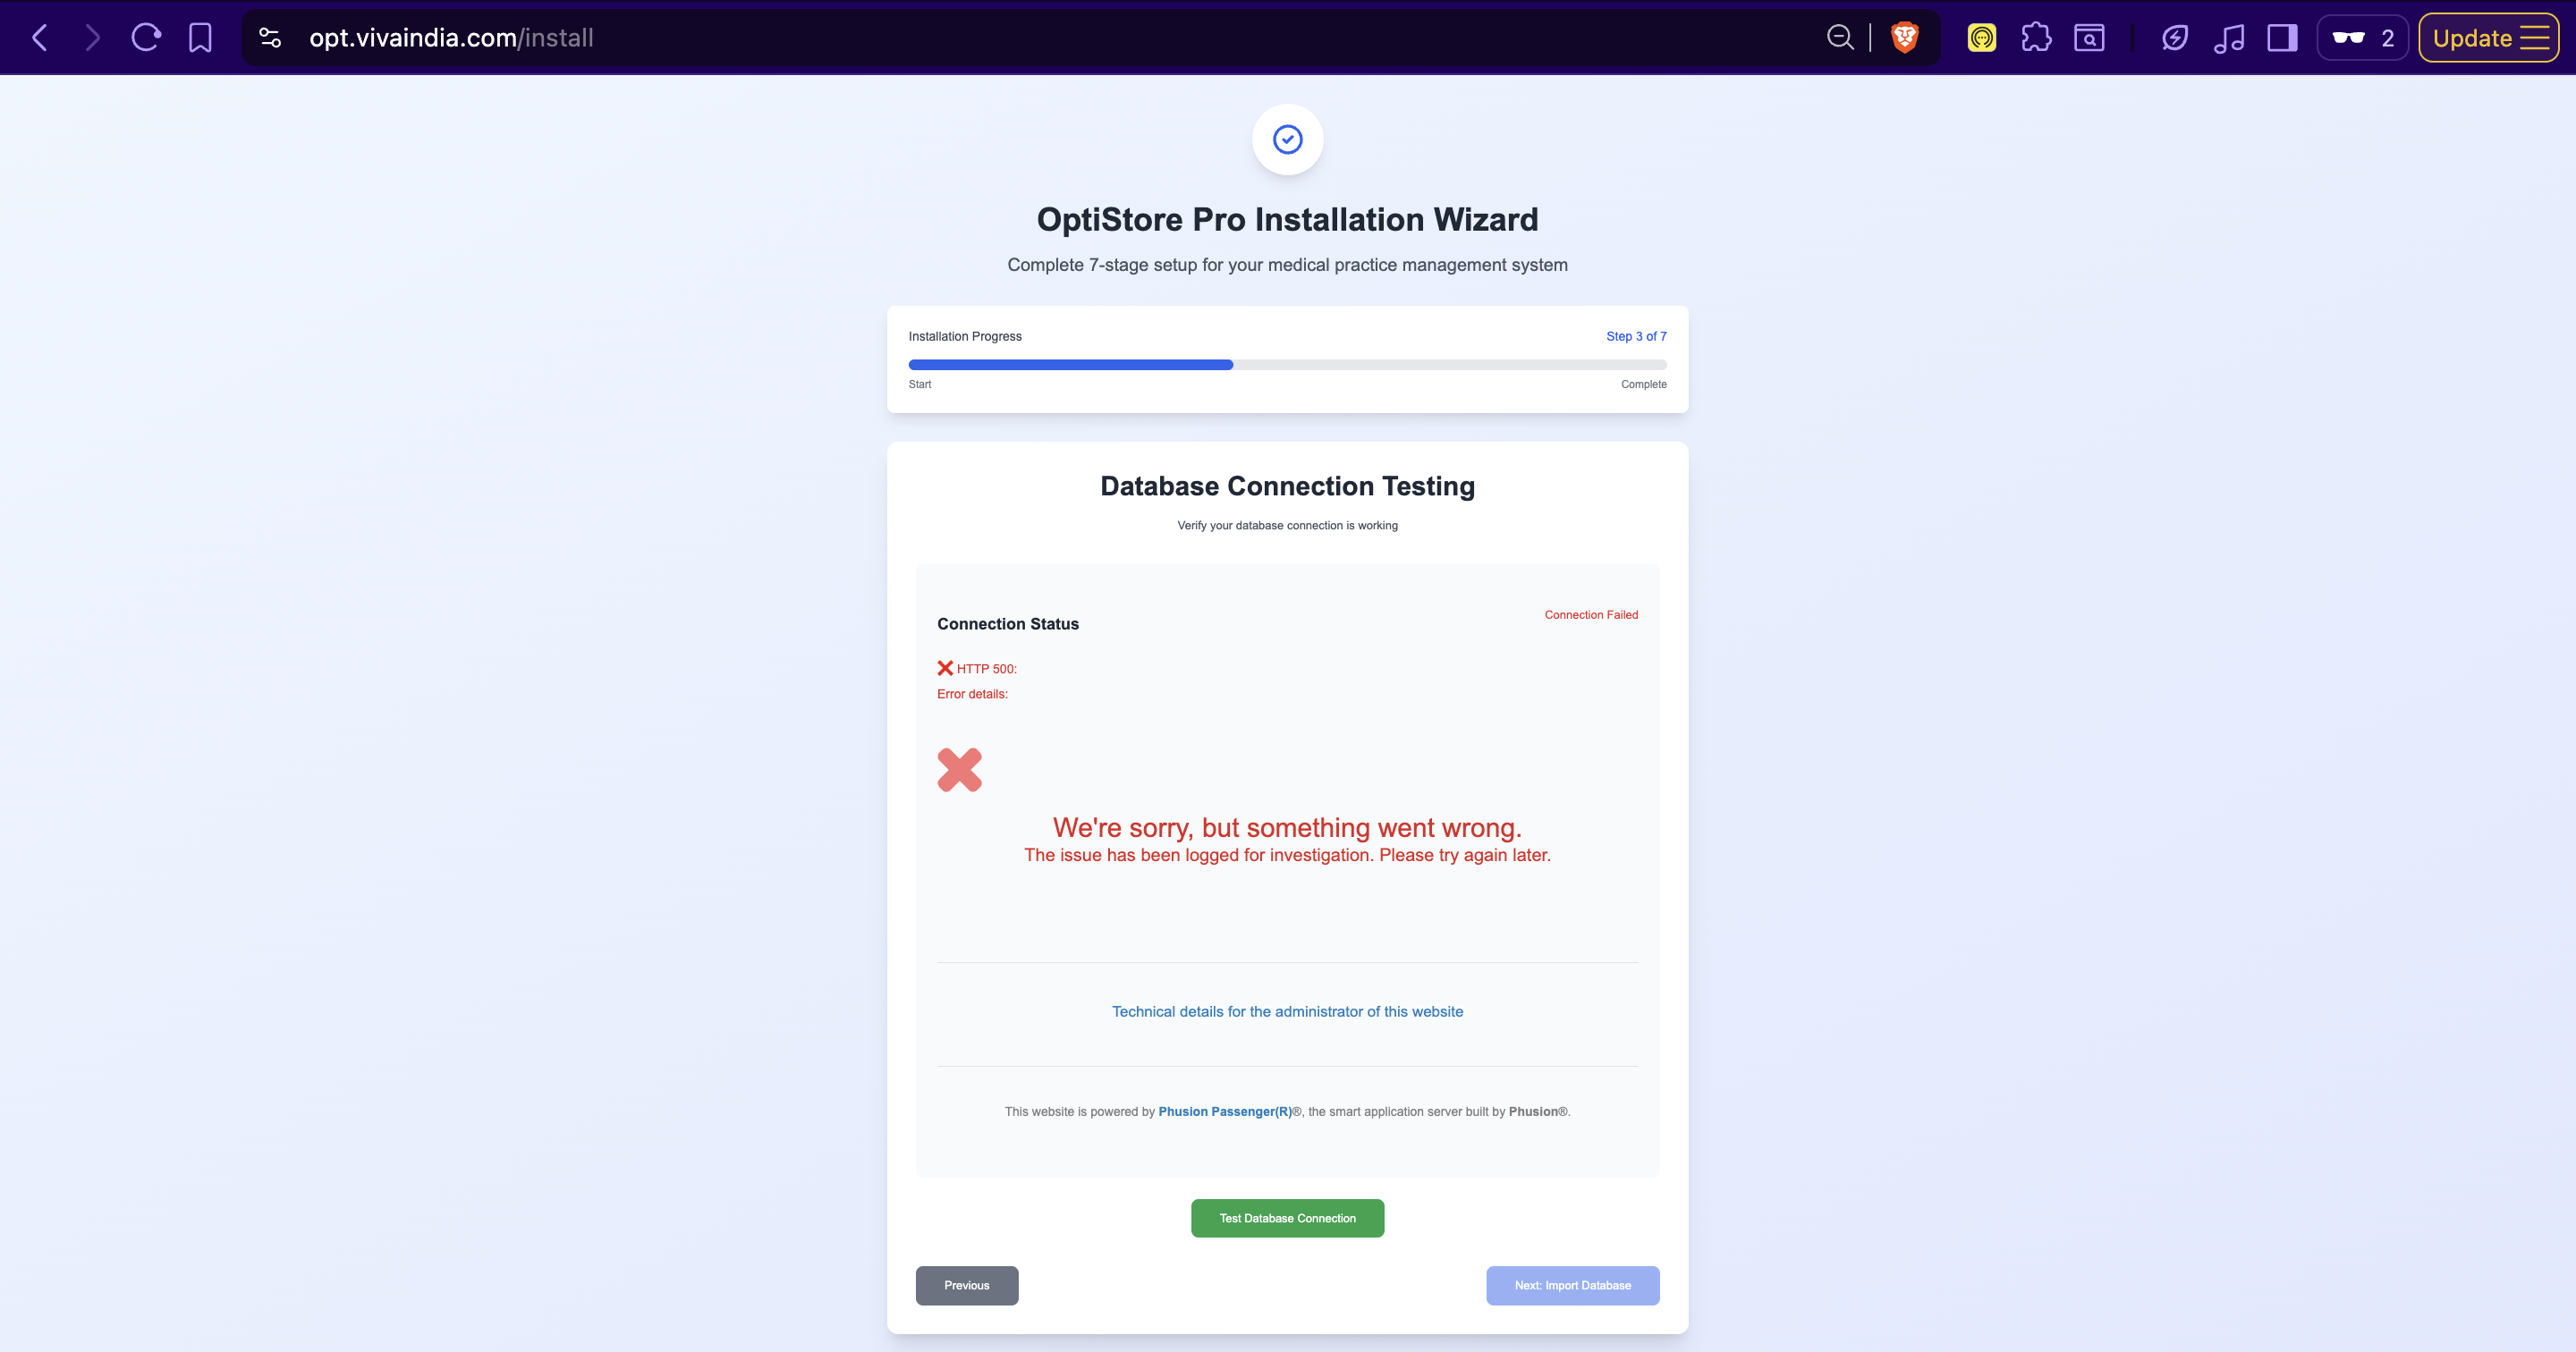 opt.vivaindia.com/install
2
Update
OptiStore Pro Installation Wizard
Complete 7-stage setup for your medical practice management system
Installation Progress
Step 3 of 7
Start
Complete
Database Connection Testing
Verify your database connection is working
Connection Status
Connection Failed
❌ HTTP 500:
Error details:
We're sorry, but something went wrong.
The issue has been logged for investigation. Please try again later.
Technical details for the administrator of this website
This website is powered by Phusion Passenger(R)®, the smart application server built by Phusion®.
Test Database Connection
Previous
Next: Import Database